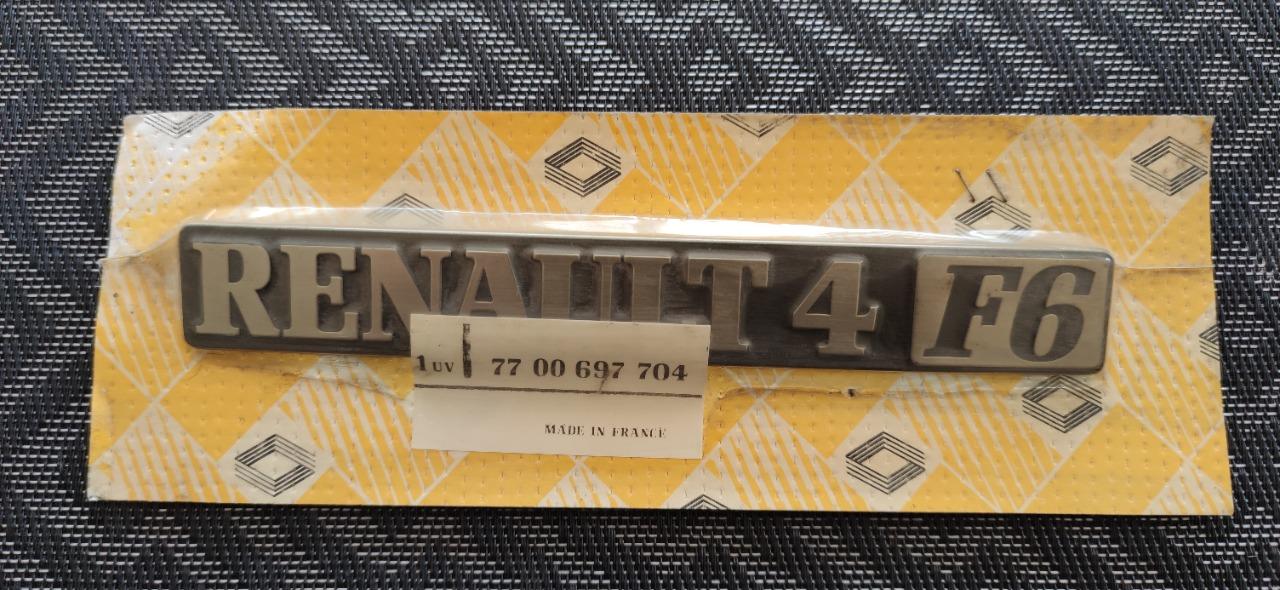 RENAULT 4 F6
1 UV 77 00 697 704
MADE IN FRANCE